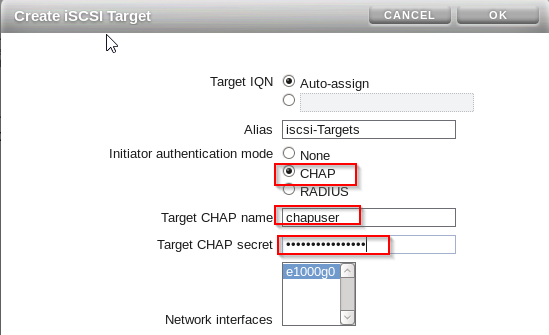 Create iSCSI Target
CANCEL
OK
Target IQN
Auto-assign
Alias
iscsi-Targets
Initiator authentication mode
None
CHAP
RADIUS
Target CHAP name
chapuser
Target CHAP secret
••••••••••••••••
e1000g0
Network interfaces